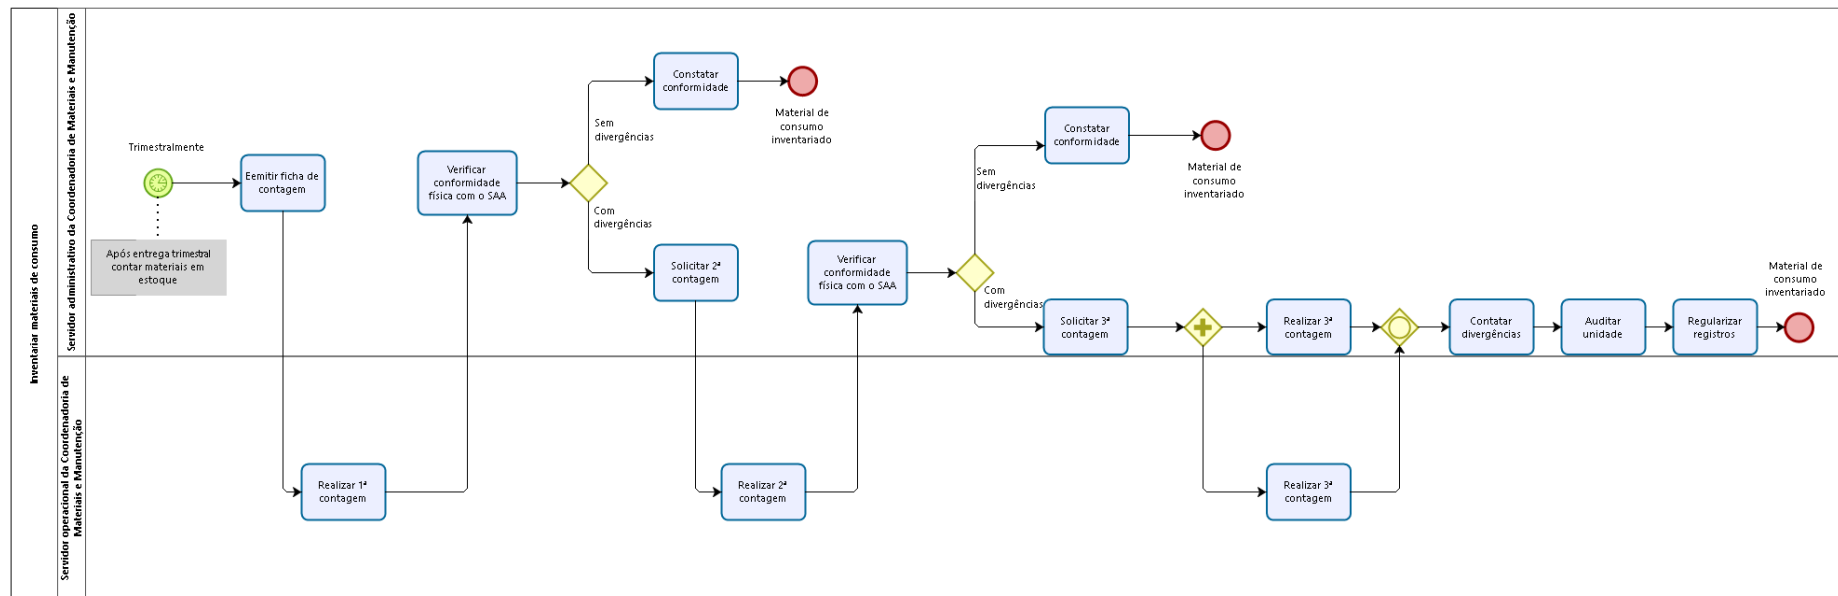 Inventariar materiais de consumo
Servidor administrativo da Coordenadoria de Materiais e Manutenção
Trimestralmente
Após entrega trimestral
contar materiais em
estoque
Eemitir ficha de
contagem
Verificar
conformidade
física com o SAA
Sem
divergências
Com
divergências
Constatar
conformidade
Material de
consumo
inventariado
Solicitar 2ª
contagem
Verificar
conformidade
física com o SAA
Sem
divergências
Com
divergências
Constatar
conformidade
Material de
consumo
inventariado
Solicitar 3ª
contagem
Realizar 3ª
contagem
Contatar
divergências
Auditar
unidade
Regularizar
registros
Material de
consumo
inventariado
Servidor operacional da Coordenadoria de
Materiais e Manutenção
Realizar 1ª
contagem
Realizar 2ª
contagem
Realizar 3ª
contagem